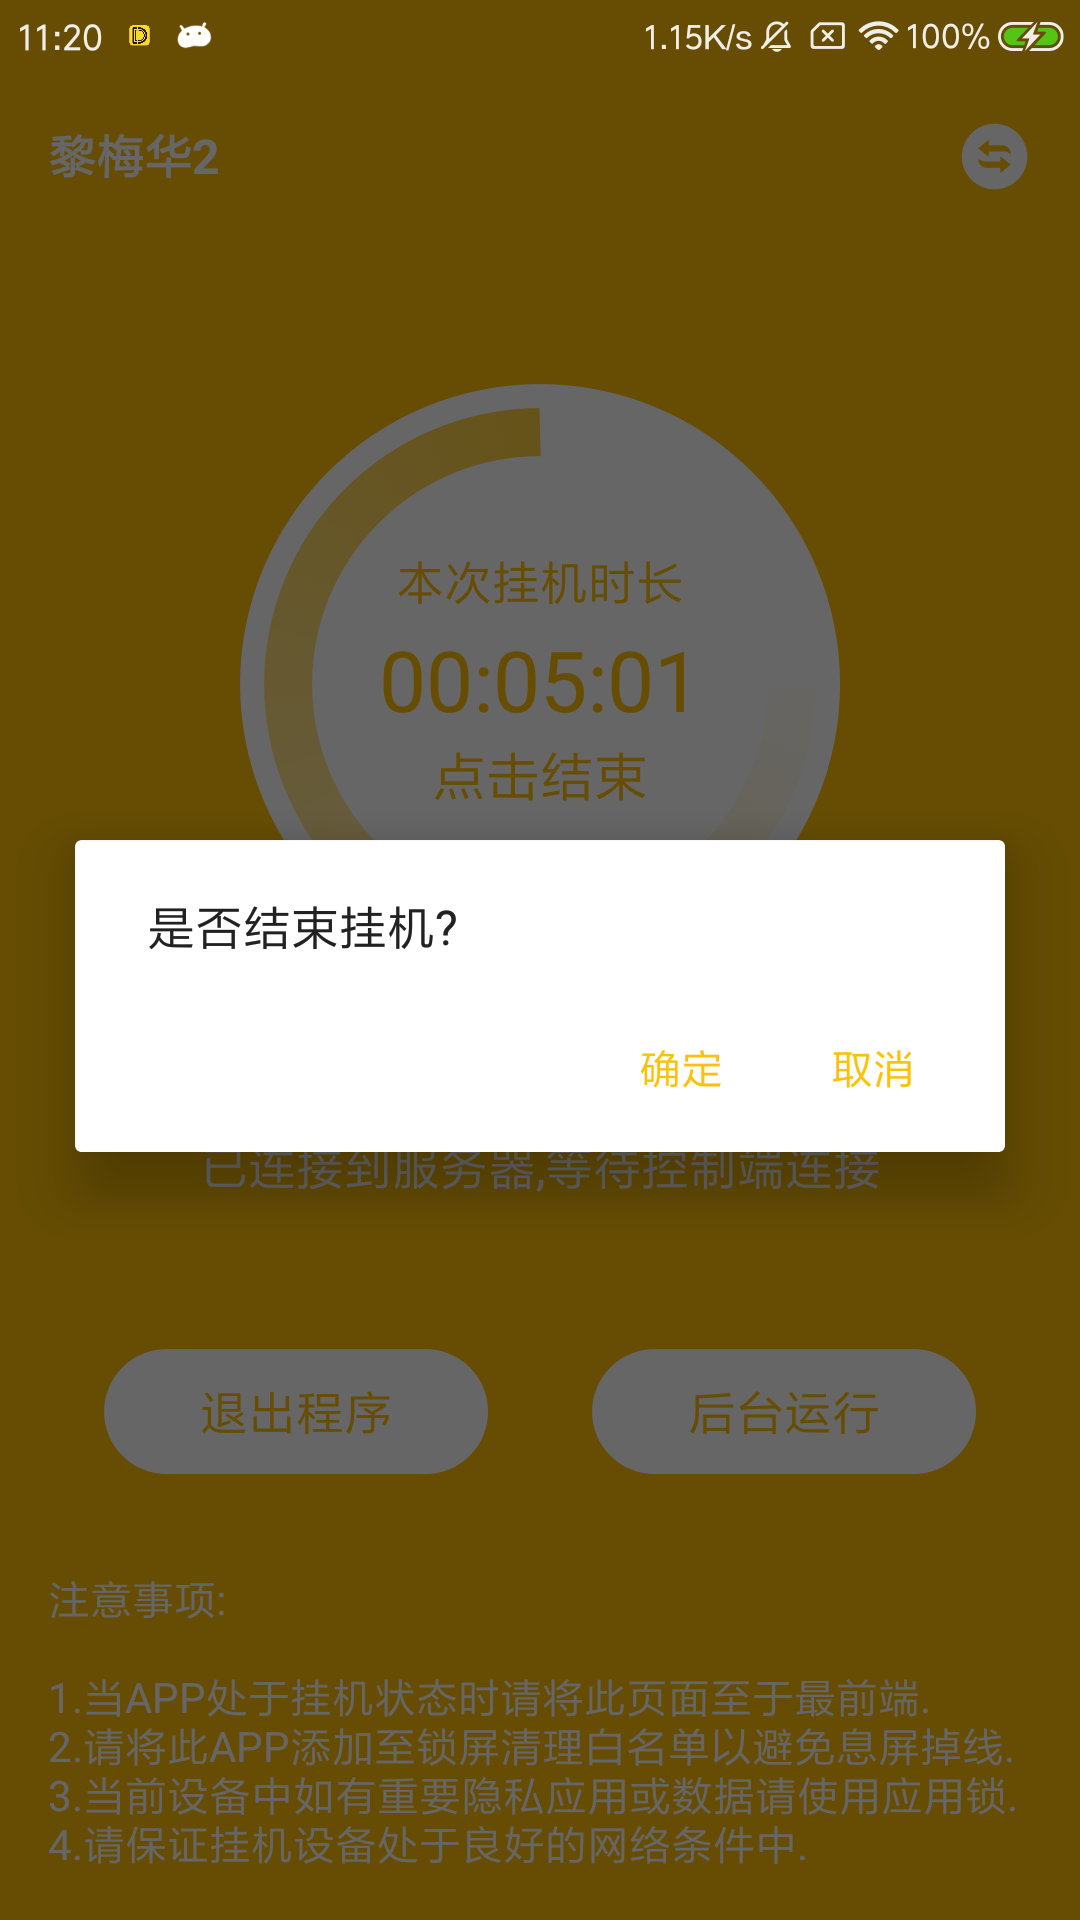 11:20
1.15K/s
100%
黎梅华2
本次挂机时长
00:05:01
点击结束
是否结束挂机?
确定
取消
已连接到服务器,等待控制端连接
退出程序
后台运行
注意事项:
1.当APP处于挂机状态时请将此页面至于最前端.
2.请将此APP添加至锁屏清理白名单以避免息屏掉线.
3.当前设备中如有重要隐私应用或数据请使用应用锁.
4.请保证挂机设备处于良好的网络条件中.